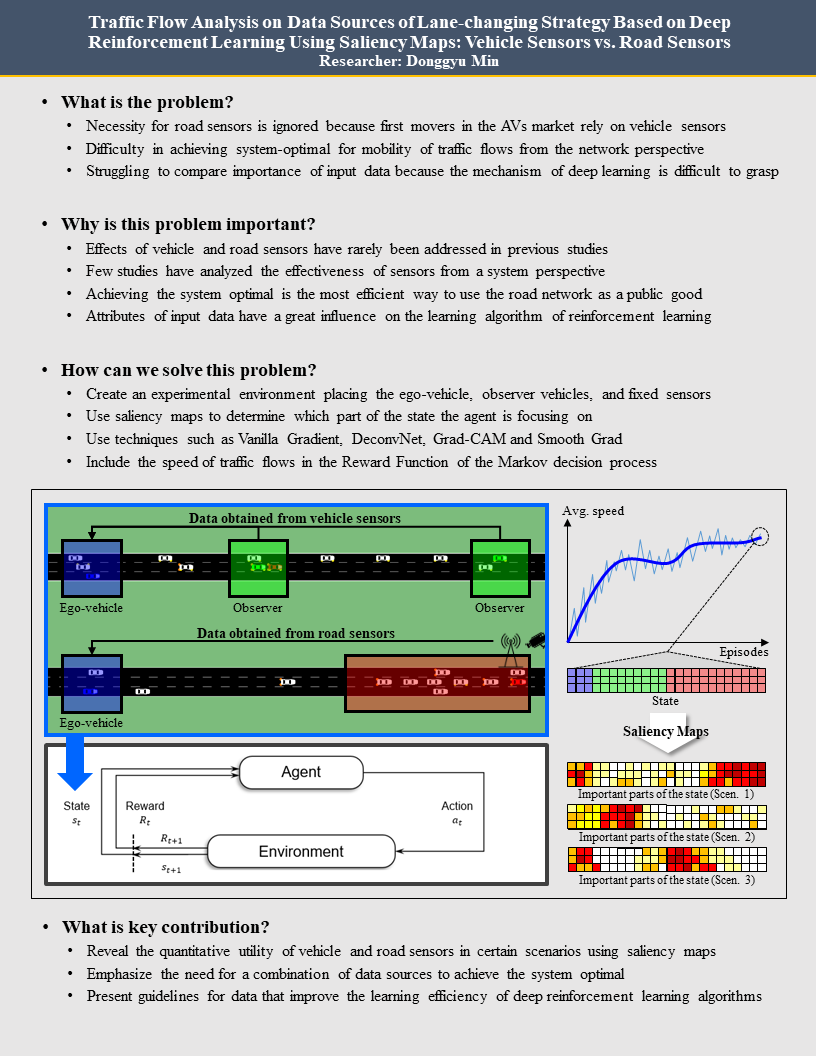 Traffic Flow Analysis on Data Sources of Lane-changing Strategy Based on Deep
Reinforcement Learning Using Saliency Maps: Vehicle Sensors vs. Road Sensors
Researcher: Donggyu Min
• What is the problem?
• Necessity for road sensors is ignored because first movers in the AVs market rely on vehicle sensors
• Difficulty in achieving system-optimal for mobility of traffic flows from the network perspective
• Struggling to compare importance of input data because the mechanism of deep learning is difficult to grasp
• Why is this problem important?
• Effects of vehicle and road sensors have rarely been addressed in previous studies
• Few studies have analyzed the effectiveness of sensors from a system perspective
• Achieving the system optimal is the most efficient way to use the road network as a public good
• Attributes of input data have a great influence on the learning algorithm of reinforcement learning
• How can we solve this problem?
• Create an experimental environment placing the ego-vehicle, observer vehicles, and fixed sensors
• Use saliency maps to determine which part of the state the agent is focusing on
• Use techniques such as Vanilla Gradient, DeconvNet, Grad-CAM and Smooth Grad
• Include the speed of traffic flows in the Reward Function of the Markov decision process
Data obtained from vehicle sensors
Ego-vehicle
Observer
Observer
Data obtained from road sensors
Ego-vehicle
Agent
State
Reward
Action
s_t
R_t
a_t
R_{t+1}
Environment
s_{t+1}
Avg. speed
Episodes
State
Saliency Maps
Important parts of the state (Scen. 1)
Important parts of the state (Scen. 2)
Important parts of the state (Scen. 3)
• What is key contribution?
• Reveal the quantitative utility of vehicle and road sensors in certain scenarios using saliency maps
• Emphasize the need for a combination of data sources to achieve the system optimal
• Present guidelines for data that improve the learning efficiency of deep reinforcement learning algorithms